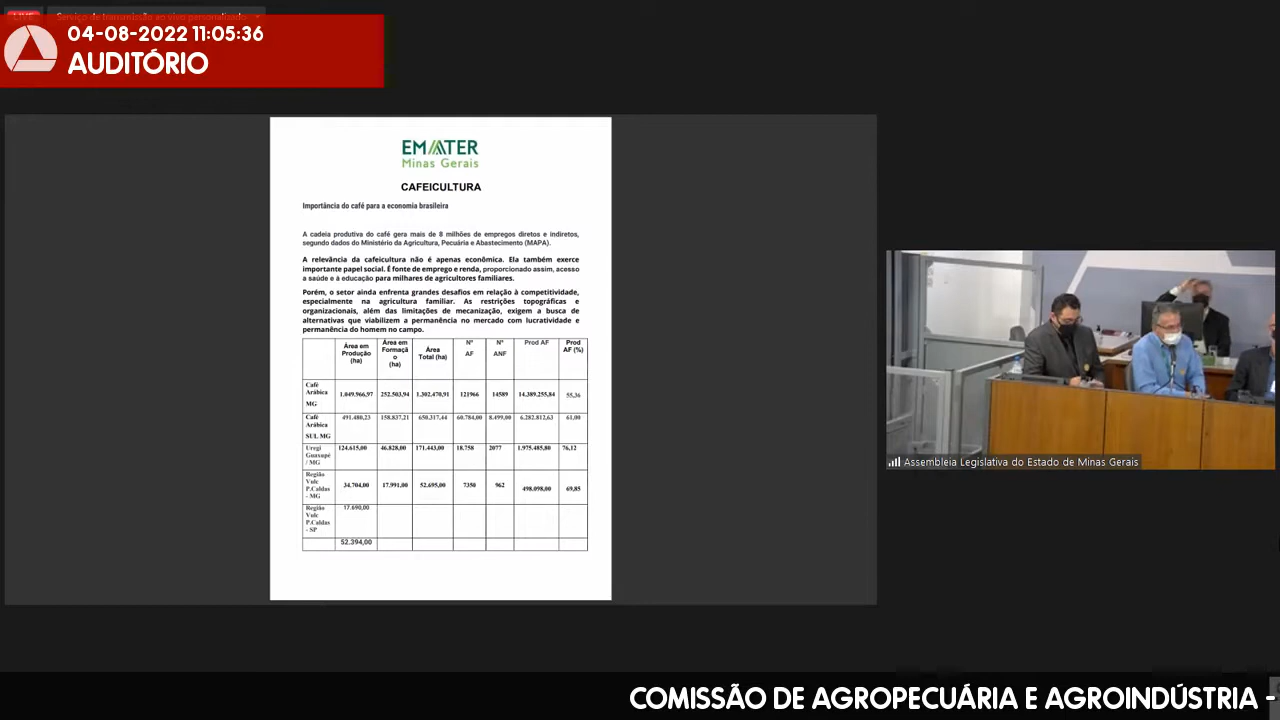 LIVE
Serviço de transmissão ao vivo personalizado
04-08-2022 11:05:36
AUDITÓRIO
EMATER
Minas Gerais
CAFEICULTURA
Importância do café para a economia brasileira
A cadeia produtiva do café gera mais de 8 milhões de empregos diretos e indiretos,
segundo dados do Ministério da Agricultura, Pecuária e Abastecimento (MAPA).
A relevância da cafeicultura não é apenas econômica. Ela também exerce
importante papel social. É fonte de emprego e renda, proporcionado assim, acesso
a saúde e à educação para milhares de agricultores familiares.
Porém, o setor ainda enfrenta grandes desafios em relação à competitividade,
especialmente na agricultura familiar. As restrições topográficas e
organizacionais, além das limitações de mecanização, exigem a busca de
alternativas que viabilizem a permanência no mercado com lucratividade e
permanência do homem no campo.
Área em Produção (ha) Área em Formaçã o (ha) Área Total (ha) Nº AF Nº ANF Prod AF Prod AF (%)
Café Arábica MG 1.049.966,97 252.503,94 1.302.470,91 121966 14589 14.389.255,84 55,36
Café Arábica SUL MG 491.480,23 158.837,21 650.317,44 60.784,00 8.499,00 6.282.812,63 61,00
Uregi Guaxupé / MG 124.615,00 46.828,00 171.443,00 18.758 2077 1.975.485,80 76,12
Região Vulc P.Caldas - MG 34.704,00 17.991,00 52.695,00 7350 962 498.098,00 69,85
Região Vulc P.Caldas - SP 17.690,00
52.394,00
Assembleia Legislativa do Estado de Minas Gerais
COMISSÃO DE AGROPECUÁRIA E AGROINDÚSTRIA -